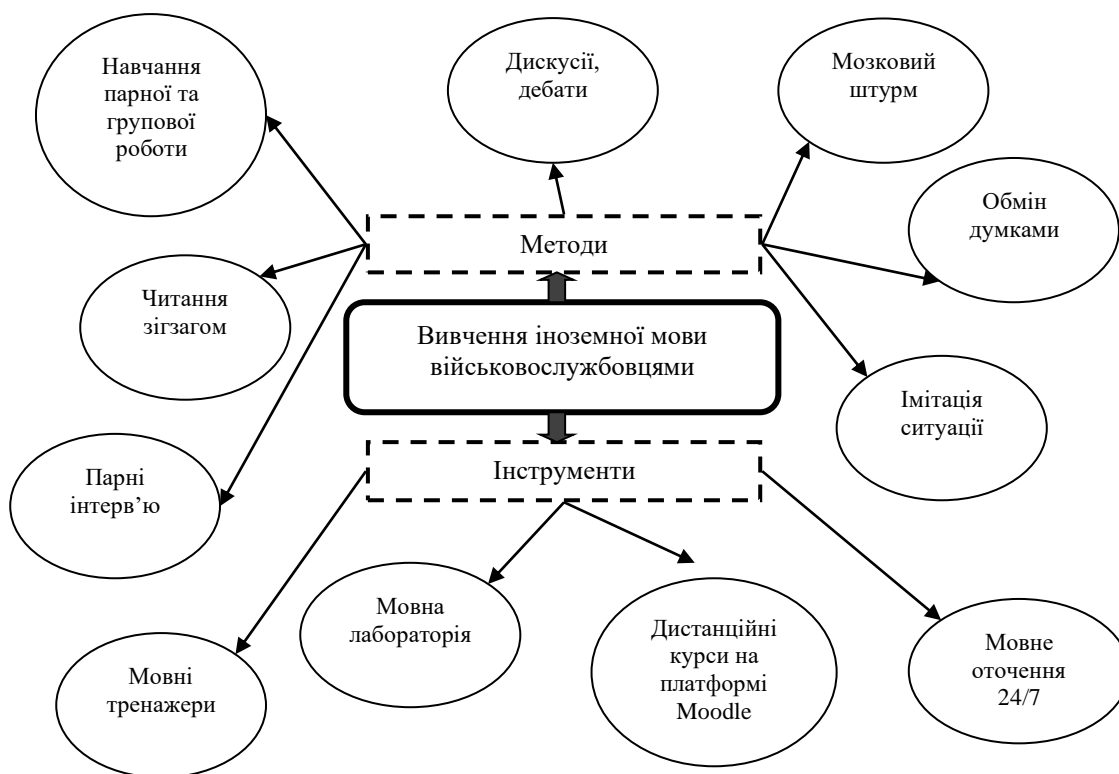 Навчання
парної та
групової
роботи
Дискусії,
дебати
Мозковий
штурм
Обмін
думками
Методи
Читання
зігзагом
Вивчення іноземної мови
військовослужбовцями
Імітація
ситуації
Парні
інтерв’ю
Інструменти
Мовна
лабораторія
Дистанційні
курси на
платформі
Moodle
Мовне
оточення
24/7
Мовні
тренажери